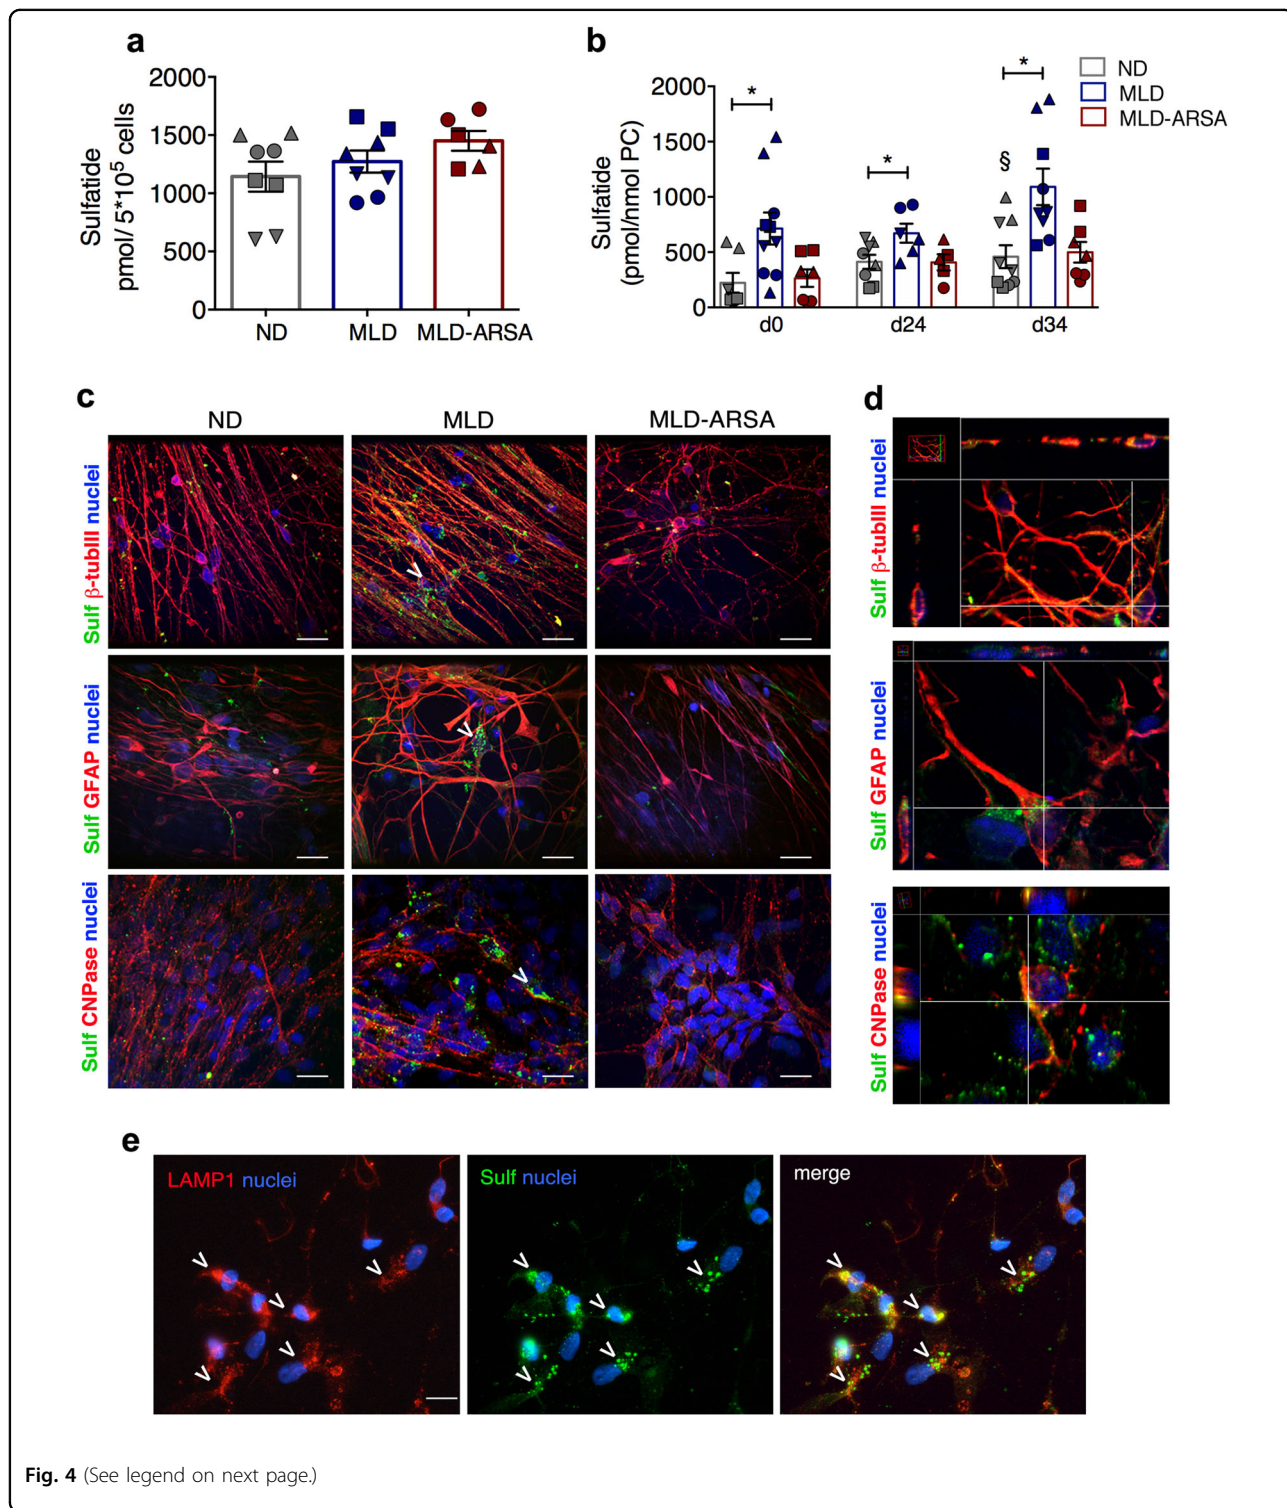 a
2000
1500
1000
500
0
Sulfatide
pmol/ 5*10⁵ cells
ND MLD MLD-ARSA
b
2000
1500
1000
500
0
Sulfatide
(pmol/nmol PC)
* * § *
d0 d24 d34
ND
MLD
MLD-ARSA
c
ND MLD MLD-ARSA
Sulf β-tubIII nuclei
Sulf GFAP nuclei
Sulf CNPase nuclei
d
Sulf β-tubIII nuclei
Sulf GFAP nuclei
Sulf CNPase nuclei
e
LAMP1 nuclei
Sulf nuclei
merge
Fig. 4 (See legend on next page.)